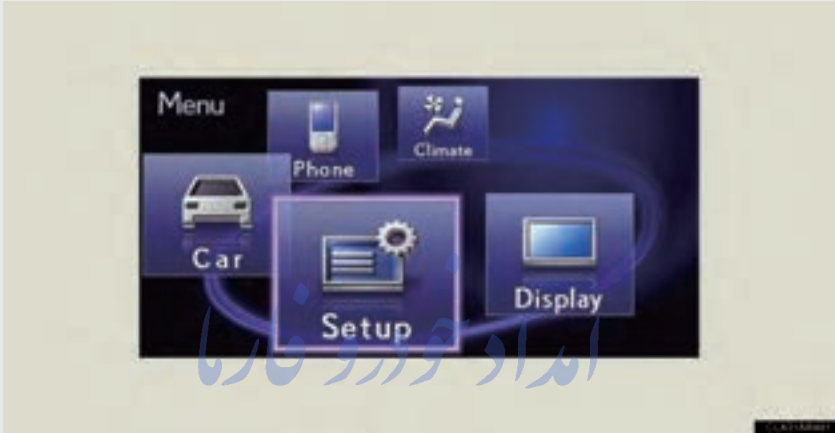 Menu
Phone
Climate
Car
Setup
Display
امداد خودرو فارما